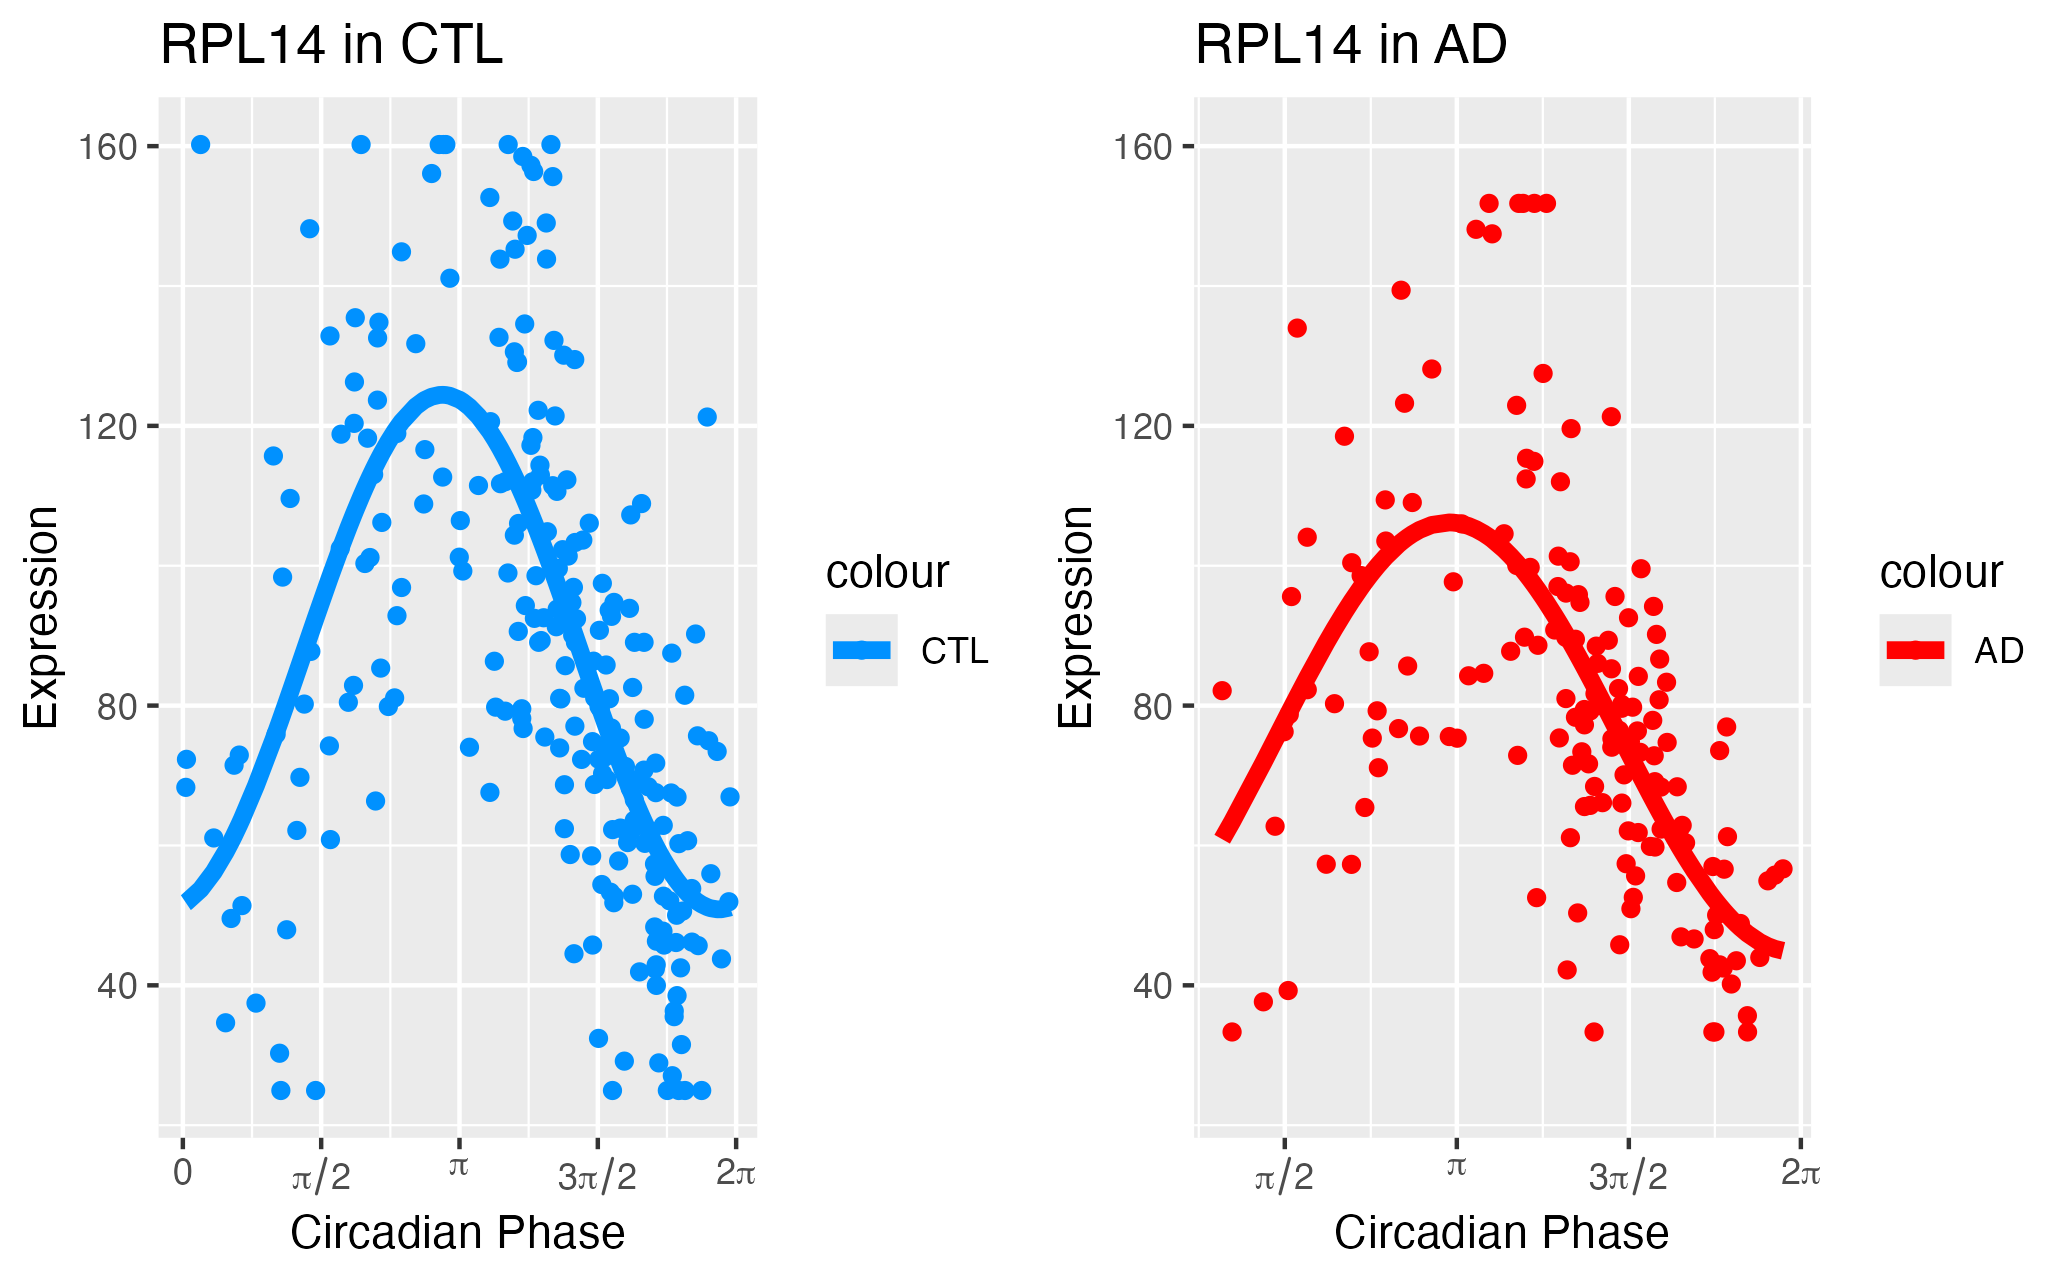 RPL14 in CTL
160
120
80
40
Expression
0
π/2
π
3π/2
2π
Circadian Phase
colour
CTL
RPL14 in AD
160
120
80
40
Expression
π/2
π
3π/2
2π
Circadian Phase
colour
AD